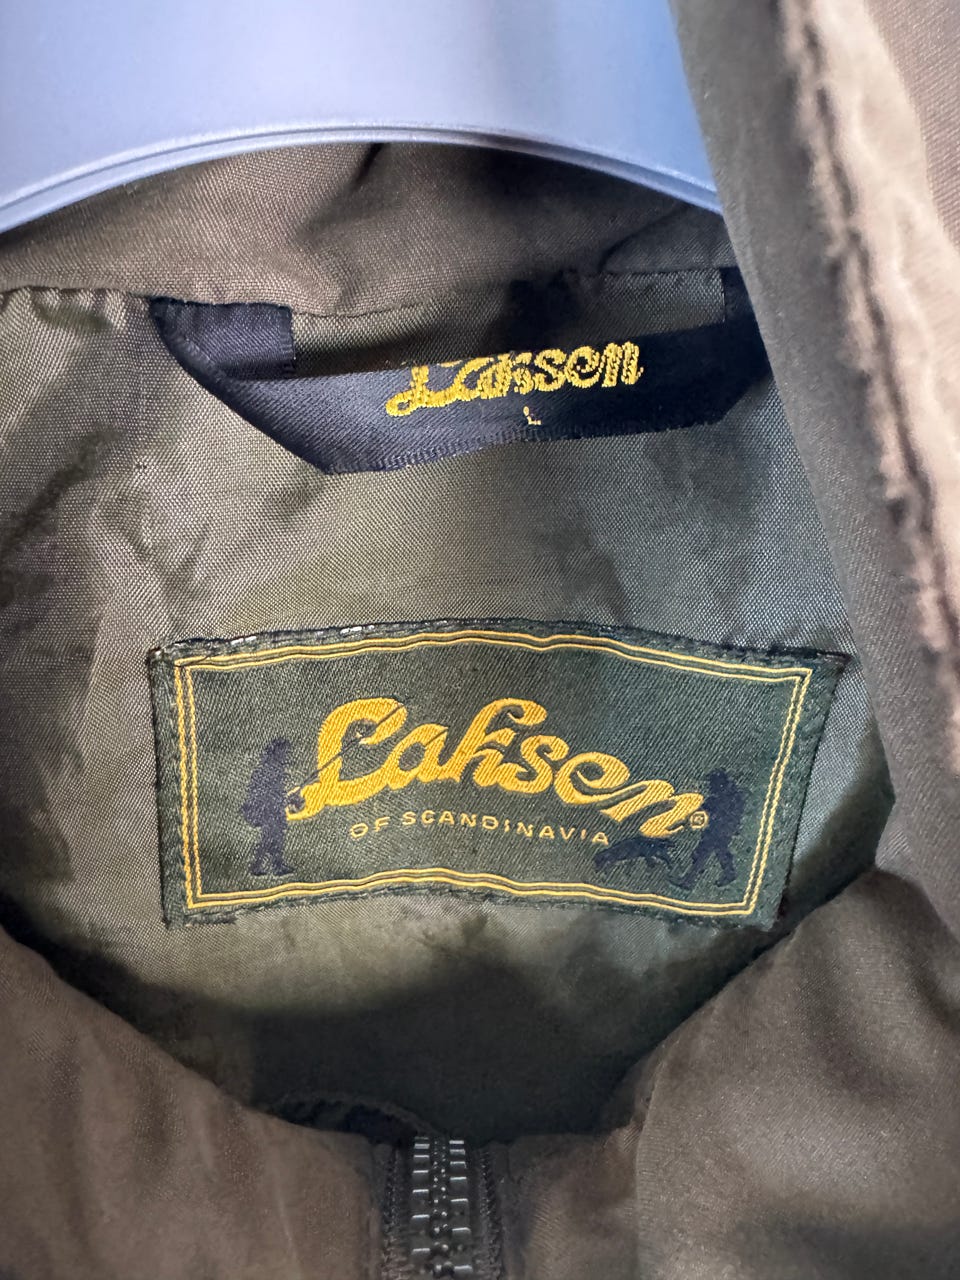 Laksen
L
Laksen ®
OF SCANDINAVIA